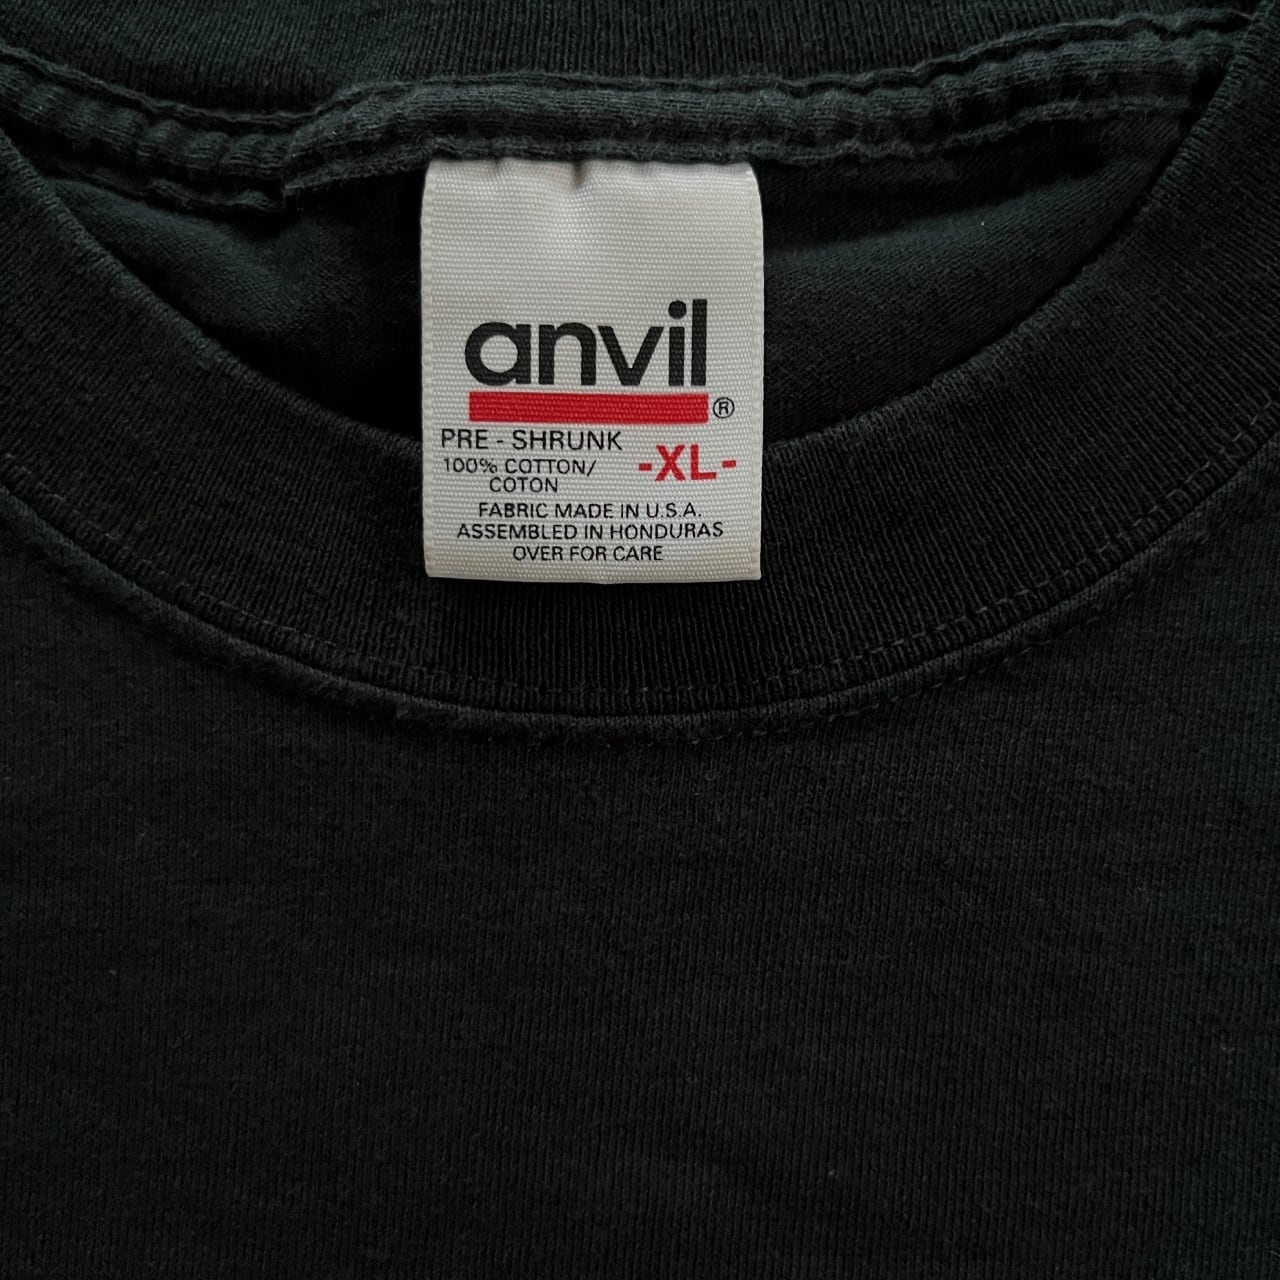 anvil®
PRE - SHRUNK
100% COTTON/
COTON
-XL-
FABRIC MADE IN U.S.A.
ASSEMBLED IN HONDURAS
OVER FOR CARE